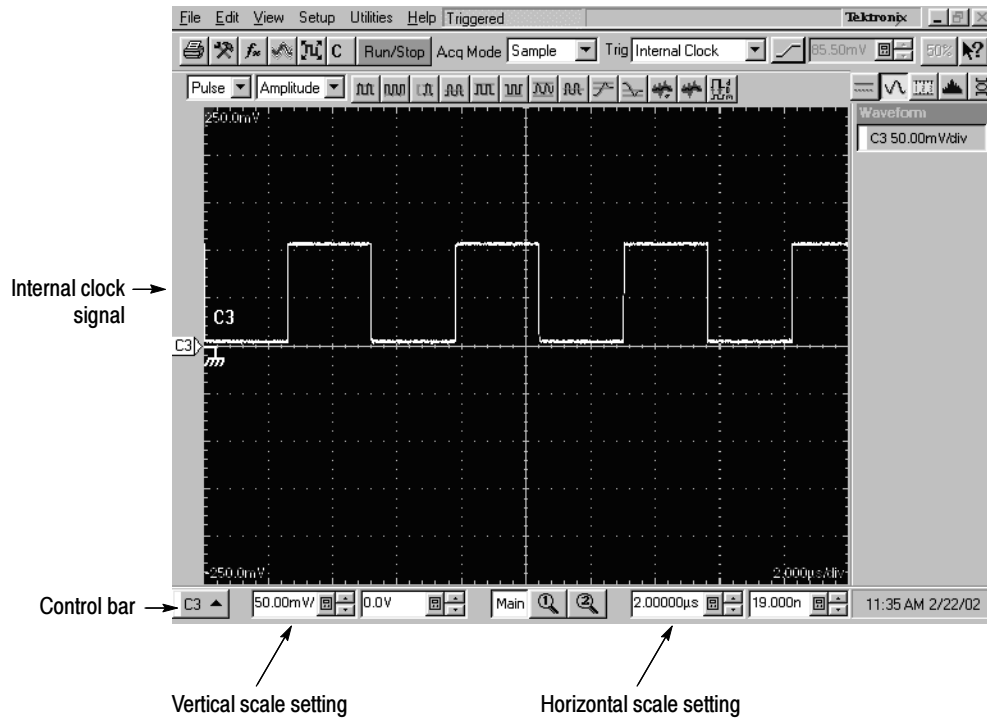 File Edit View Setup Utilities Help Triggered Tektronix
C Run/Stop Acq Mode Sample Trig Internal Clock 85.50mV 50%
Pulse Amplitude
250.0mV
Waveform
C3 50.00mV/div
Internal clock
signal
C3
C3
-250.0mV 2.000µs/div
Control bar
C3 50.00mV/ 0.0V Main 1 2 2.00000µs 19.000n 11:35 AM 2/22/02
Vertical scale setting Horizontal scale setting